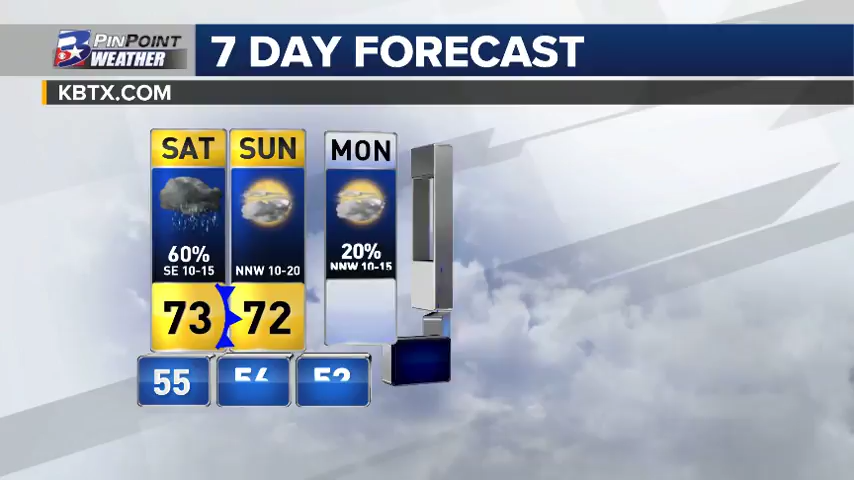 PINPOINT
WEATHER
7 DAY FORECAST
KBTX.COM
SAT
SUN
MON
60%
20%
SE 10-15
NNW 10-20
NNW 10-15
73
72
55